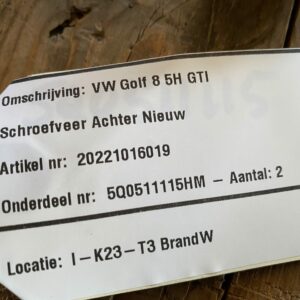 Omschrijving: VW Golf 8 5H GTI
Schroefveer Achter Nieuw
Artikel nr: 20221016019
Onderdeel nr: 5Q0511115HM – Aantal: 2
Locatie: I – K23 – T3 BrandW